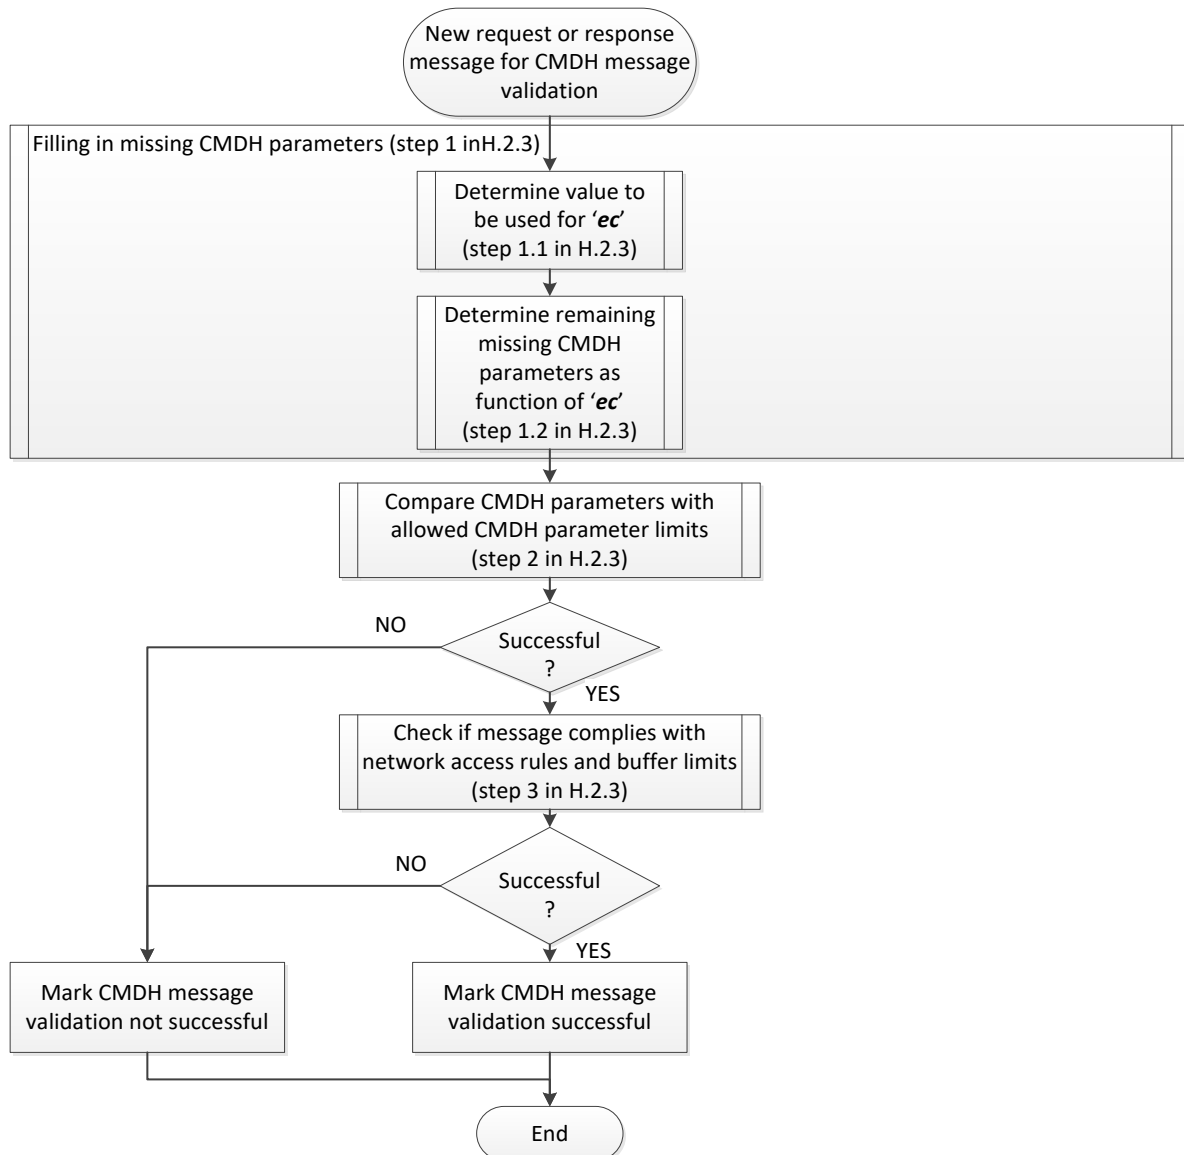 New request or response
message for CMDH message
validation
Filling in missing CMDH parameters (step 1 inH.2.3)
Determine value to
be used for ‘ec’
(step 1.1 in H.2.3)
Determine remaining
missing CMDH
parameters as
function of ‘ec’
(step 1.2 in H.2.3)
Compare CMDH parameters with
allowed CMDH parameter limits
(step 2 in H.2.3)
NO
Successful
?
YES
Check if message complies with
network access rules and buffer limits
(step 3 in H.2.3)
NO
Successful
?
YES
Mark CMDH message
validation not successful
Mark CMDH message
validation successful
End